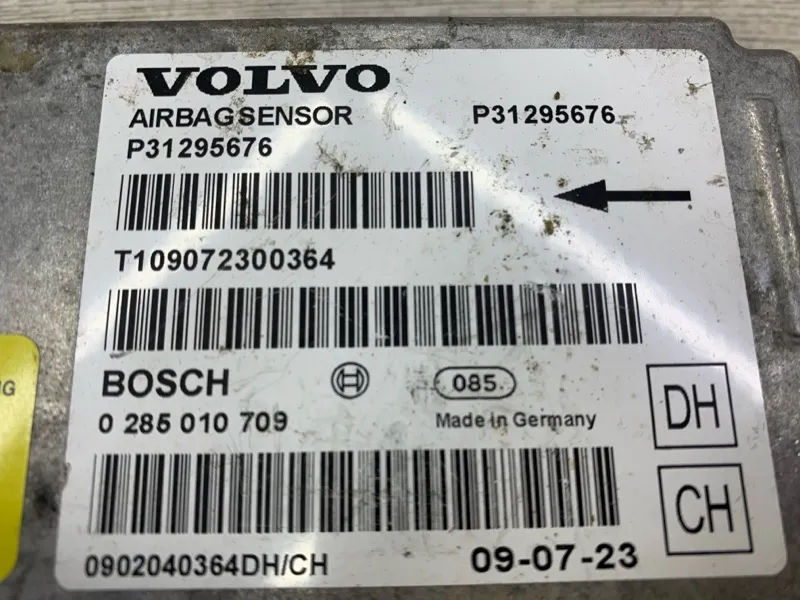 VOLVO
AIRBAGSENSOR P31295676
P31295676
T109072300364
BOSCH 085
0 285 010 709 Made in Germany
DH
CH
0902040364DH/CH 09-07-23